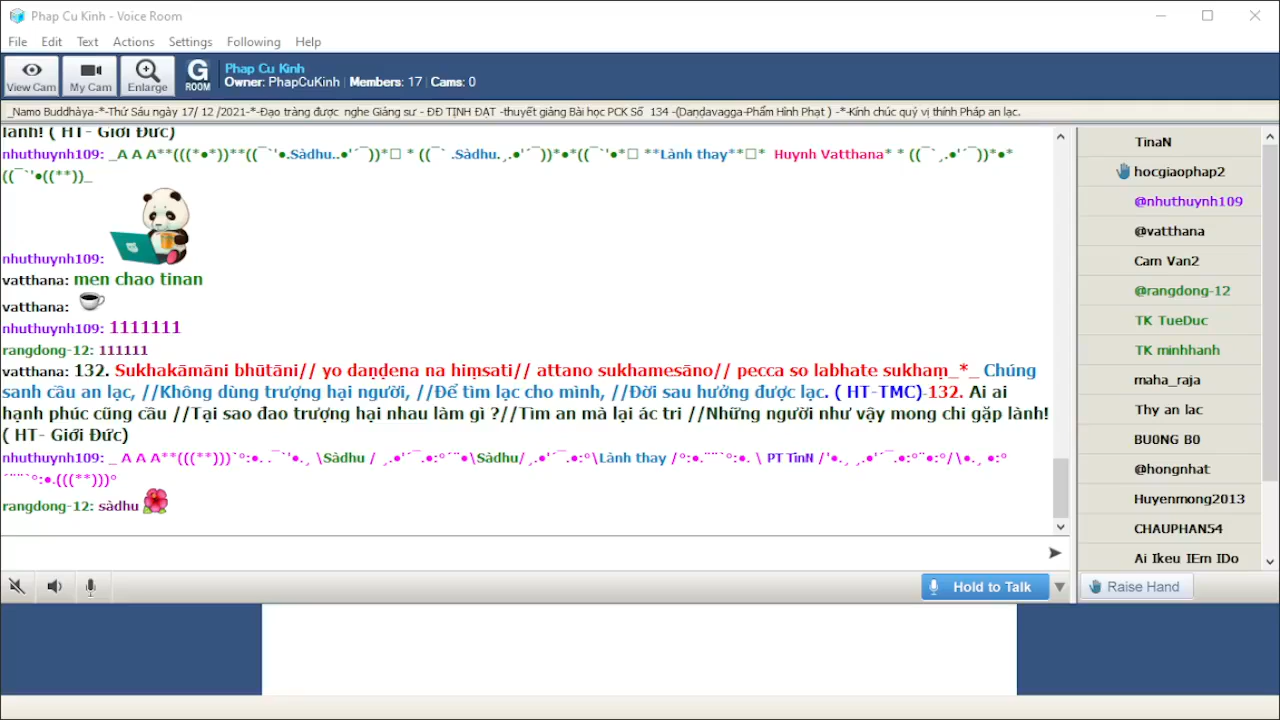 Phap Cu Kinh - Voice Room
File Edit Text Actions Settings Following Help
View Cam My Cam Enlarge G ROOM
Phap Cu Kinh
Owner: PhapCuKinh Members: 17 Cams: 0
_Namo Buddhàya-*-Thứ Sáu ngày 17/ 12 /2021-*-Đạo tràng được nghe Giảng sư - ĐĐ TỊNH ĐẠT -thuyết giảng Bài học PCK Số 134 -(Daṇḍavagga-Phẩm Hình Phạt ) -*-Kính chúc quý vị thính Pháp an lạc.
lành! ( HT- Giới Đức)
nhuthuynh109: _A A A**(((*●*))**((¯`'●.Sàdhu..●'´¯))*□ * ((¯` .Sàdhu.¸.●'´¯))*●*((¯`'●*□ **Lành thay**□* Huynh Vatthana* * ((¯`¸.●'´¯))*●*
((¯`'●((**))_
nhuthuynh109:
vatthana: men chao tinan
vatthana:
nhuthuynh109: 1111111
rangdong-12: 111111
vatthana: 132. Sukhakāmāni bhūtāni// yo daṇḍena na hiṃsati// attano sukhamesāno// pecca so labhate sukhaṃ_*_ Chúng
sanh cầu an lạc, //Không dùng trượng hại người, //Để tìm lạc cho mình, //Đời sau hưởng được lạc. ( HT-TMC)-132. Ai ai
hạnh phúc cũng cầu //Tại sao đao trượng hại nhau làm gì ?//Tìm an mà lại ác tri //Những người như vậy mong chi gặp lành!
( HT- Giới Đức)
nhuthuynh109: _ A A A**(((**)))`°:●. .¯`'●.¸ \Sàdhu / ¸.●'´¯.●:°´¨●\Sàdhu/¸.●'´¯.●:°\Lành thay /°:●.¨¨`°:●. \ PT TinN /'●.¸ ¸.●'´¯.●:°¨●:°/\●.¸ ●:°
´¨¨`°:●.(((**)))°
rangdong-12: sàdhu
Hold to Talk
TinaN
hocgiaophap2
@nhuthuynh109
@vatthana
Cam Van2
@rangdong-12
TK TueDuc
TK minhhanh
maha_raja
Thy an lac
BU0NG B0
@hongnhat
Huyenmong2013
CHAUPHAN54
Ai Ikeu IEm IDo
Raise Hand